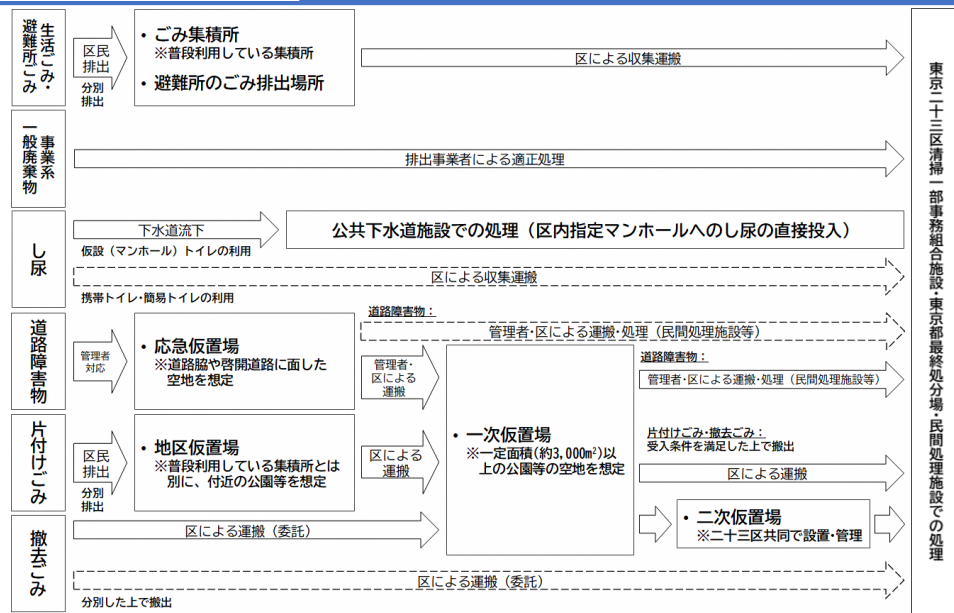 生活ごみ・
避難所ごみ
区民
排出
分別
排出
・ ごみ集積所
※普段利用している集積所
・ 避難所のごみ排出場所
区による収集運搬
事業系
一般廃棄物
排出事業者による適正処理
し尿
下水道流下
仮設（マンホール）トイレの利用
公共下水道施設での処理（区内指定マンホールへのし尿の直接投入）
区による収集運搬
携帯トイレ・簡易トイレの利用
道路障害物
管理者
対応
・ 応急仮置場
※道路脇や啓開道路に面した
空地を想定
道路障害物：
管理者・区による運搬・処理（民間処理施設等）
管理者・
区による
運搬
道路障害物：
管理者・区による運搬・処理（民間処理施設等）
片付けごみ
区民
排出
分別
排出
・ 地区仮置場
※普段利用している集積所とは
別に、付近の公園等を想定
区による
運搬
・ 一次仮置場
※一定面積（約3,000㎡）以
上の公園等の空地を想定
片付けごみ・撤去ごみ：
受入条件を満足した上で搬出
区による運搬
撤去ごみ
区による運搬（委託）
・ 二次仮置場
※二十三区共同で設置・管理
区による運搬（委託）
分別した上で搬出
東京二十三区清掃一部事務組合施設・東京都最終処分場・民間処理施設での処理